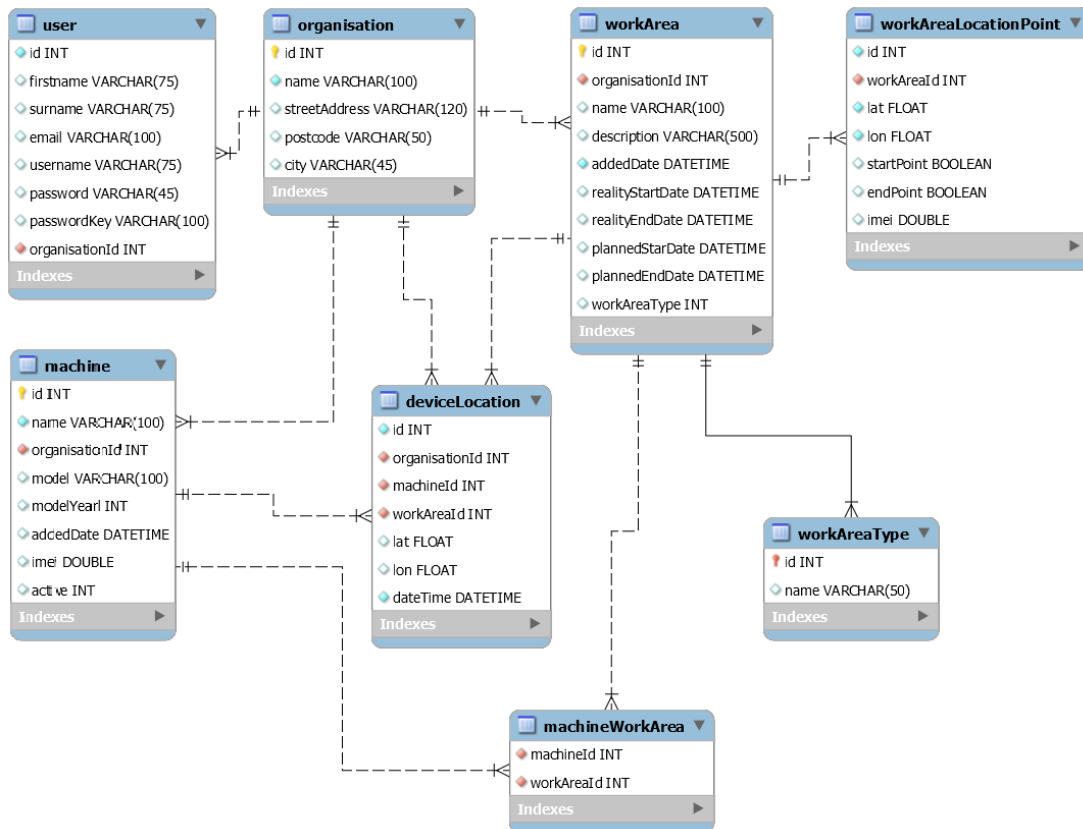 user
id INT
firstname VARCHAR(75)
surname VARCHAR(75)
email VARCHAR(100)
username VARCHAR(75)
password VARCHAR(45)
passwordKey VARCHAR(100)
organisationId INT
Indexes
organisation
id INT
name VARCHAR(100)
streetAddress VARCHAR(120)
postcode VARCHAR(50)
city VARCHAR(45)
Indexes
workArea
id INT
organisationId INT
name VARCHAR(100)
description VARCHAR(500)
addedDate DATETIME
realityStartDate DATETIME
realityEndDate DATETIME
plannedStarDate DATETIME
plannedEndDate DATETIME
workAreaType INT
Indexes
workAreaLocationPoint
id INT
workAreaId INT
lat FLOAT
lon FLOAT
startPoint BOOLEAN
endPoint BOOLEAN
imei DOUBLE
Indexes
machine
id INT
name VARCHAR(100)
organisationId INT
model VARCHAR(100)
modelYearl INT
addedDate DATETIME
imei DOUBLE
active INT
Indexes
deviceLocation
id INT
organisationId INT
machineId INT
workAreaId INT
lat FLOAT
lon FLOAT
dateTime DATETIME
Indexes
workAreaType
id INT
name VARCHAR(50)
Indexes
machineWorkArea
machineId INT
workAreaId INT
Indexes